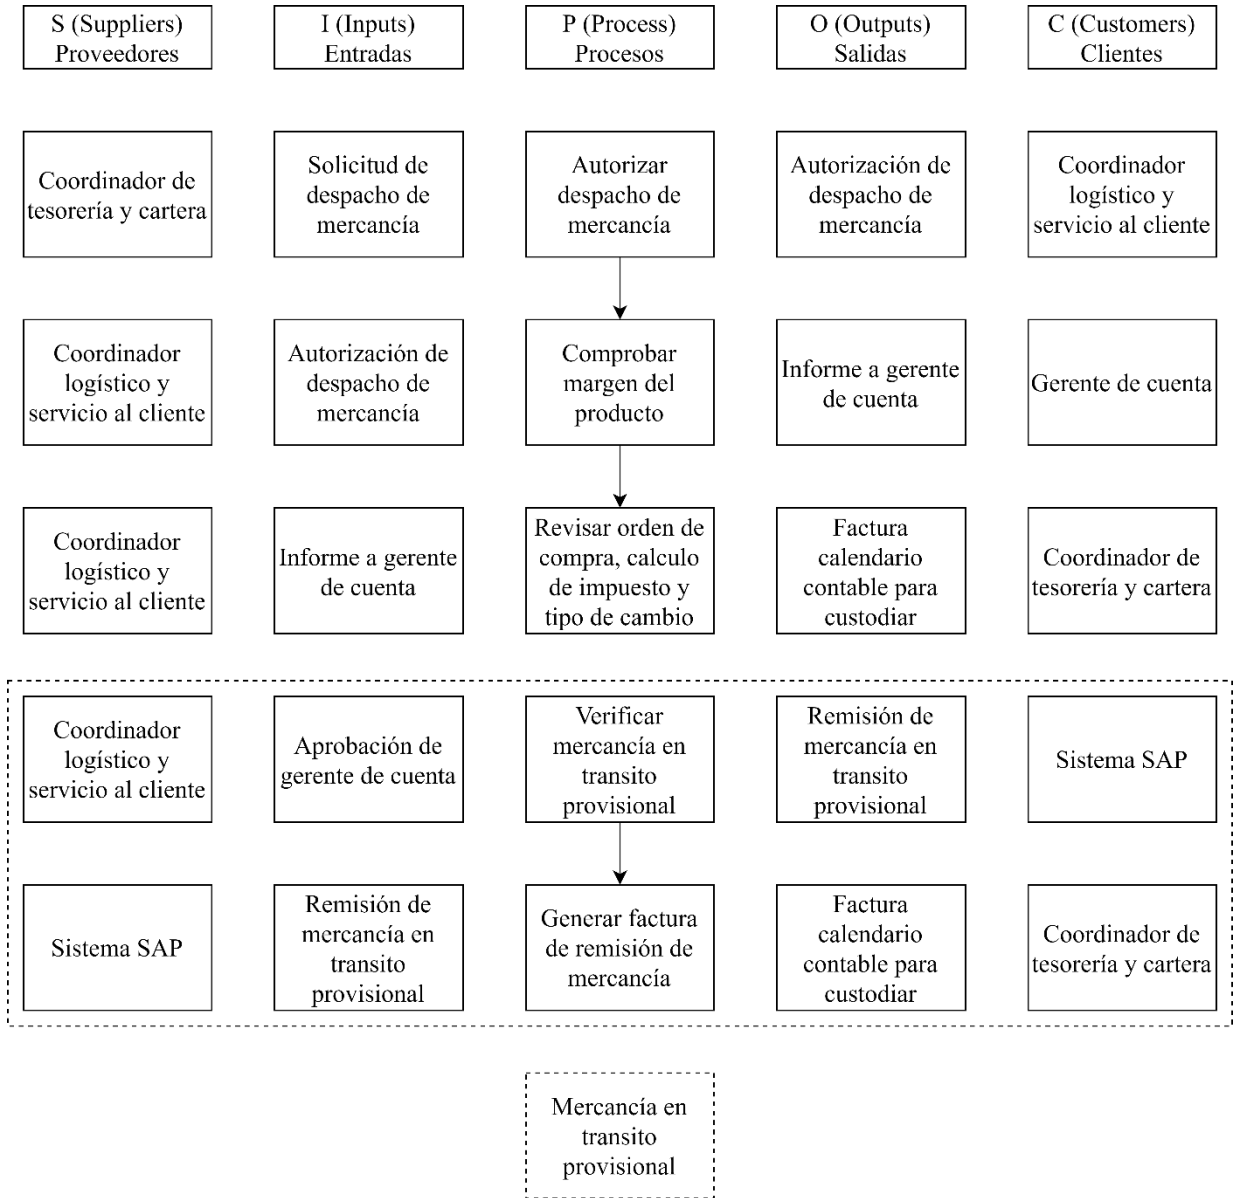 S (Suppliers)
Proveedores
I (Inputs)
Entradas
P (Process)
Procesos
O (Outputs)
Salidas
C (Customers)
Clientes
Coordinador de
tesorería y cartera
Solicitud de
despacho de
mercancía
Autorizar
despacho de
mercancía
Autorización de
despacho de
mercancía
Coordinador
logístico y
servicio al cliente
Coordinador
logístico y
servicio al cliente
Autorización de
despacho de
mercancía
Comprobar
margen del
producto
Informe a gerente
de cuenta
Gerente de cuenta
Coordinador
logístico y
servicio al cliente
Informe a gerente
de cuenta
Revisar orden de
compra, calculo
de impuesto y
tipo de cambio
Factura
calendario
contable para
custodiar
Coordinador de
tesorería y cartera
Coordinador
logístico y
servicio al cliente
Aprobación de
gerente de cuenta
Verificar
mercancía en
transito
provisional
Remisión de
mercancía en
transito
provisional
Sistema SAP
Sistema SAP
Remisión de
mercancía en
transito
provisional
Generar factura
de remisión de
mercancía
Factura
calendario
contable para
custodiar
Coordinador de
tesorería y cartera
Mercancía en
transito
provisional